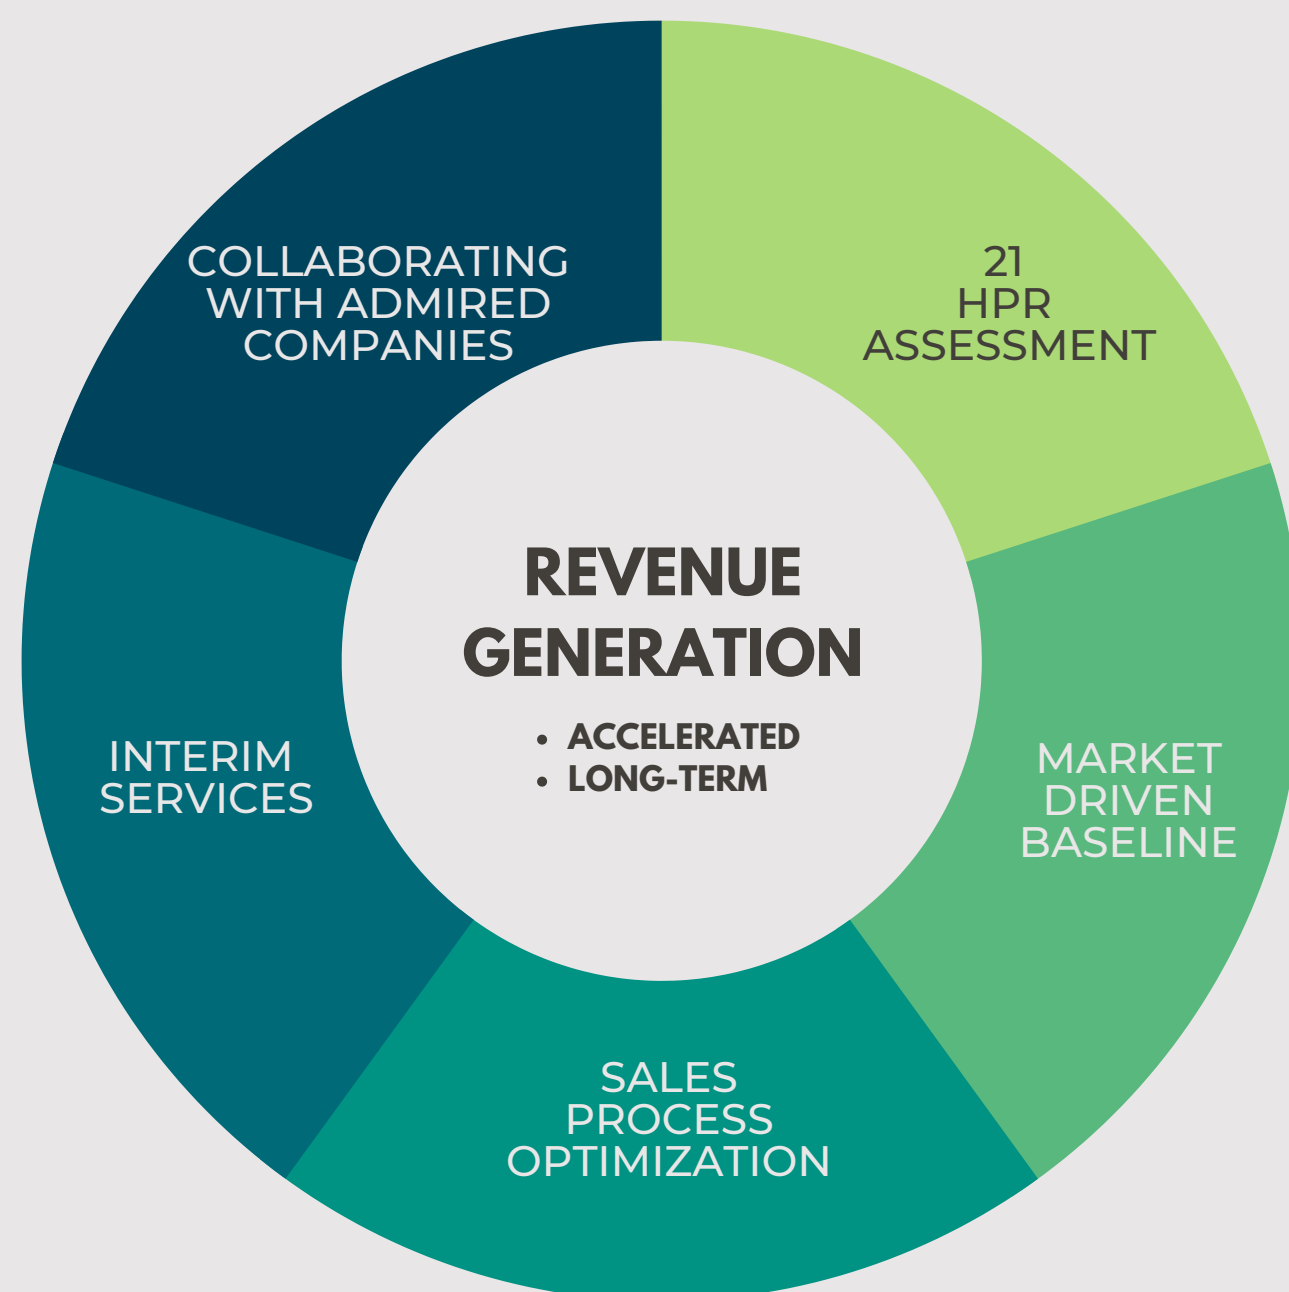 COLLABORATING
WITH ADMIRED
COMPANIES
21
HPR
ASSESSMENT
REVENUE
GENERATION
• ACCELERATED
• LONG-TERM
INTERIM
SERVICES
MARKET
DRIVEN
BASELINE
SALES
PROCESS
OPTIMIZATION